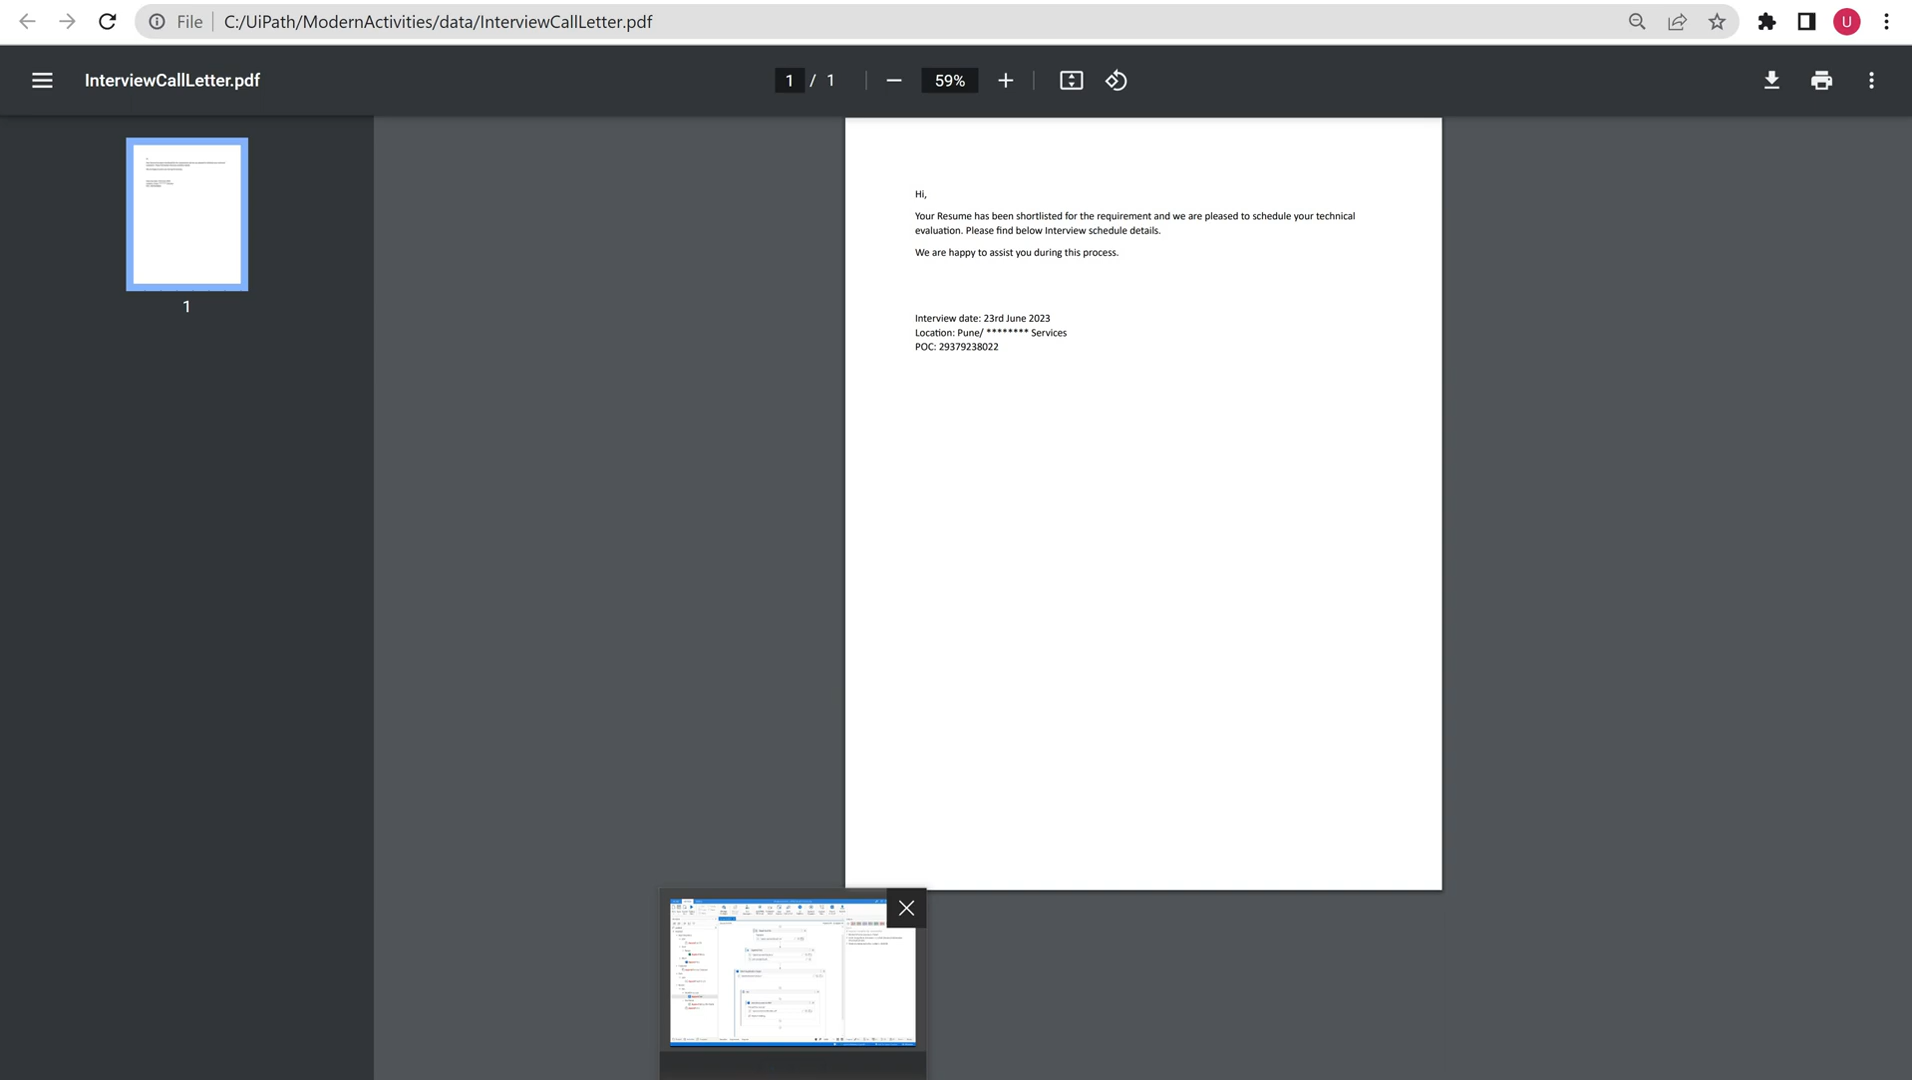 File
C:/UiPath/ModernActivities/data/InterviewCallLetter.pdf
U
InterviewCallLetter.pdf
1 / 1
59%
1
Hi,
Your Resume has been shortlisted for the requirement and we are pleased to schedule your technical
evaluation. Please find below Interview schedule details.
We are happy to assist you during this process.
Interview date: 23rd June 2023
Location: Pune/ ******** Services
POC: 29379238022